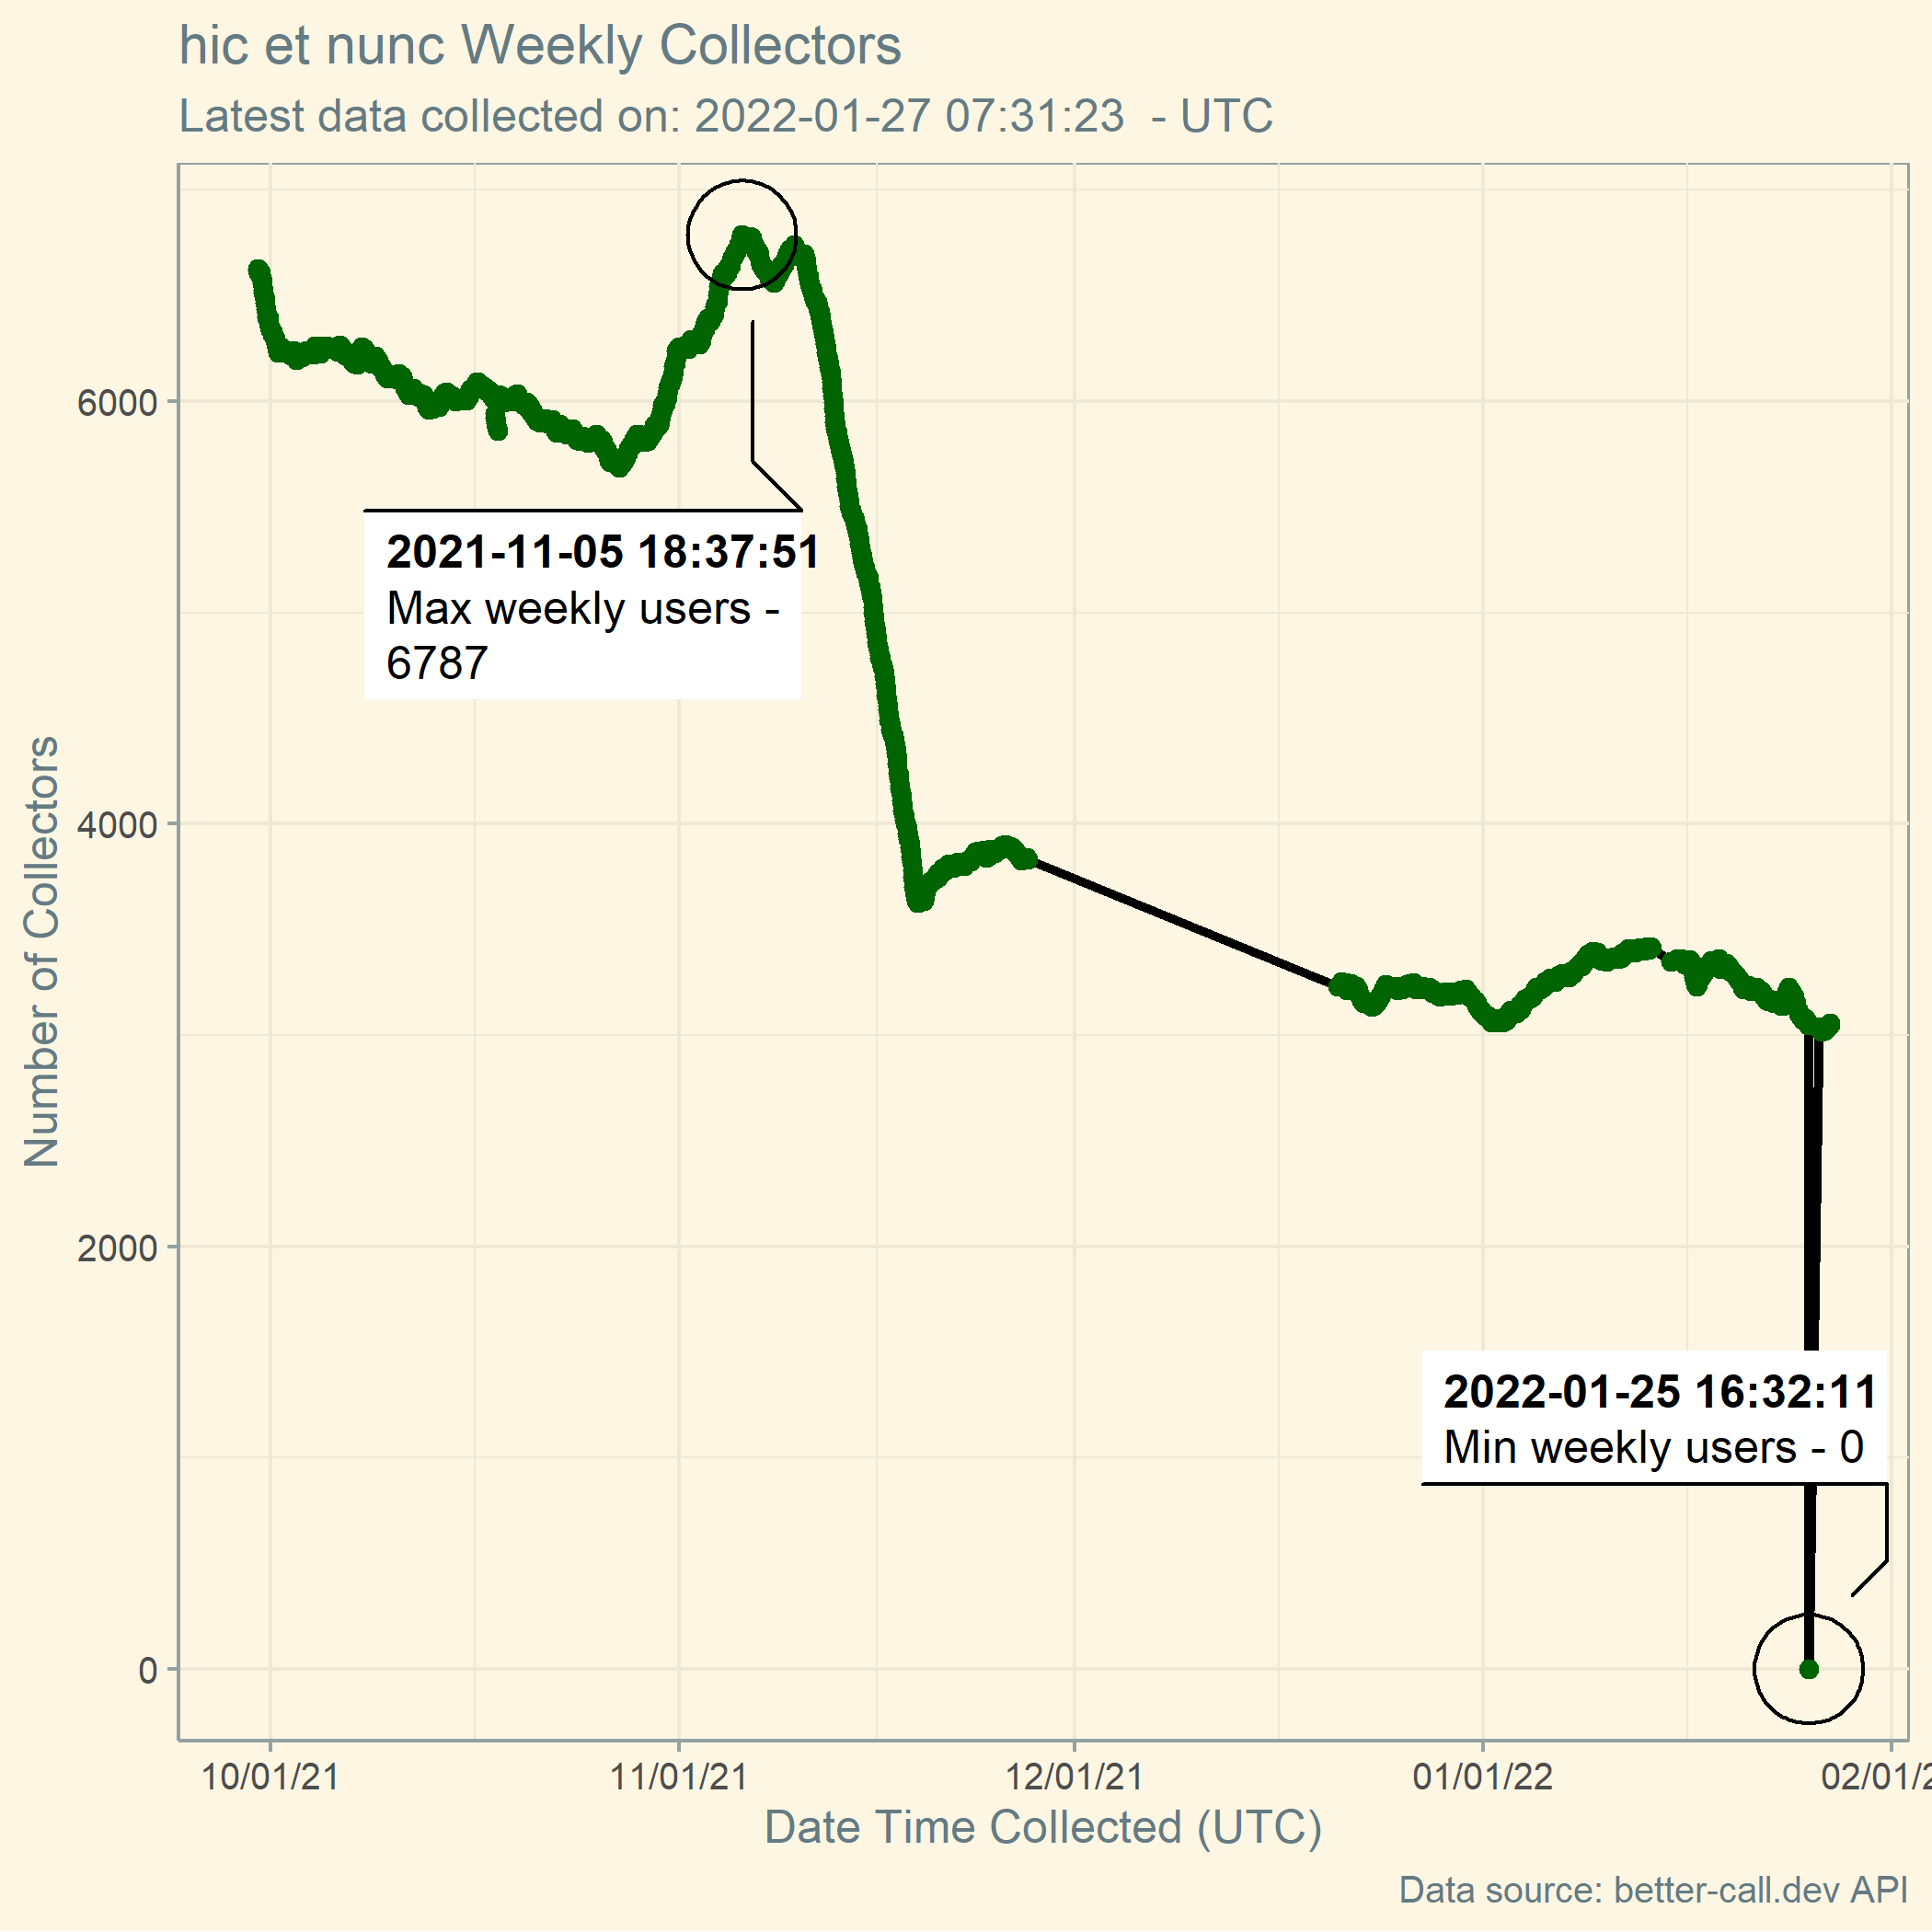 hic et nunc Weekly Collectors
Latest data collected on: 2022-01-27 07:31:23  - UTC
Number of Collectors
6000
4000
2000
0
2021-11-05 18:37:51
Max weekly users -
6787
2022-01-25 16:32:11
Min weekly users - 0
10/01/21
11/01/21
12/01/21
01/01/22
Date Time Collected (UTC)
Data source: better-call.dev API